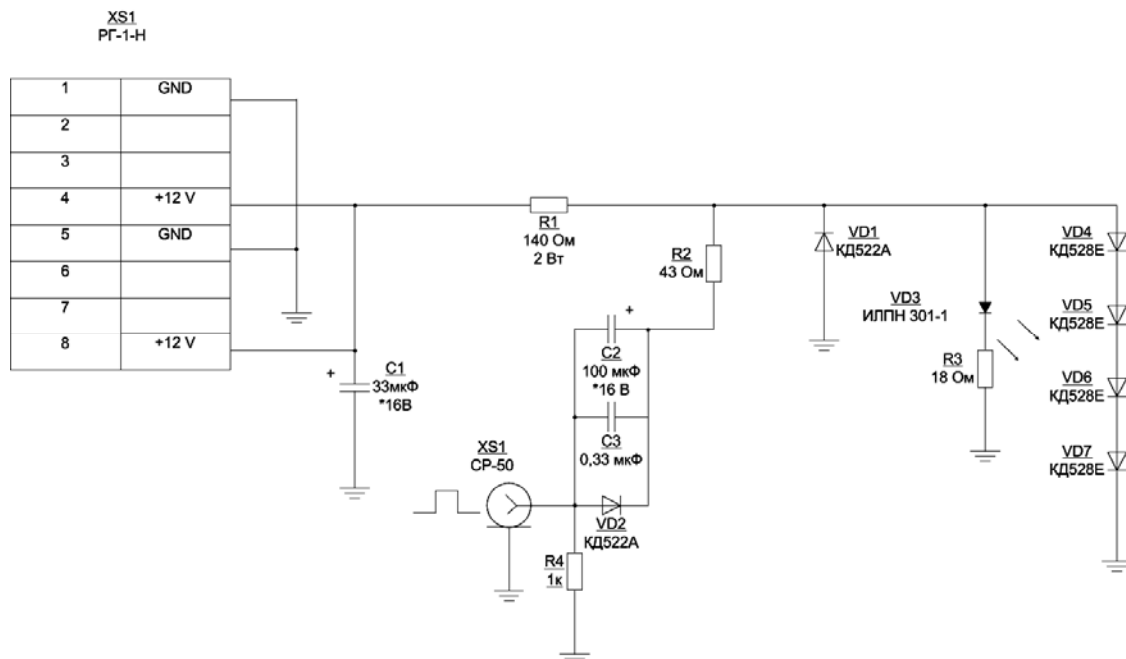 XS1
РГ-1-Н
1 GND
2
3
4 +12 V
5 GND
6
7
8 +12 V
+ C1
33мкФ
*16В
R1
140 Ом
2 Вт
R2
43 Ом
+
C2
100 мкФ
*16 В
C3
0,33 мкФ
XS1
СР-50
VD2
КД522А
R4
1к
VD1
КД522А
VD3
ИЛПН 301-1
R3
18 Ом
VD4
КД528Е
VD5
КД528Е
VD6
КД528Е
VD7
КД528Е